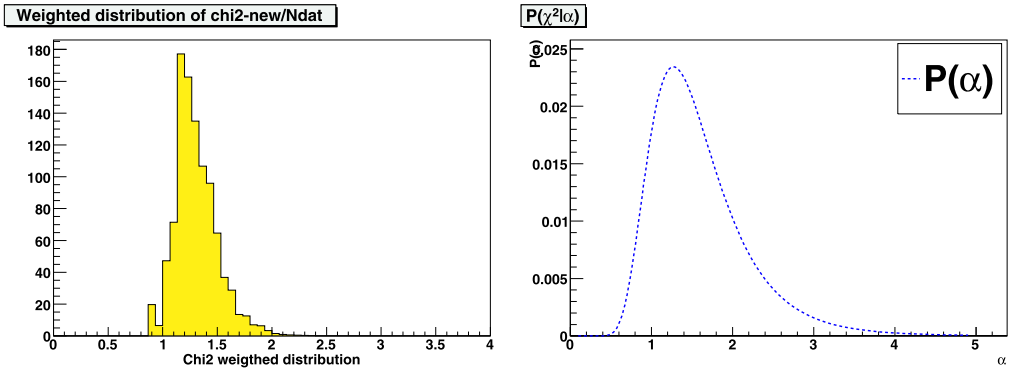 Weighted distribution of chi2-new/Ndat
180
160
140
120
100
80
60
40
20
0
0 0.5 1 1.5 2 2.5 3 3.5 4
Chi2 weigthed distribution
P(χ²|α)
P(α)
0.025
0.02
0.015
0.01
0.005
0
0 1 2 3 4 5
α
P(α)